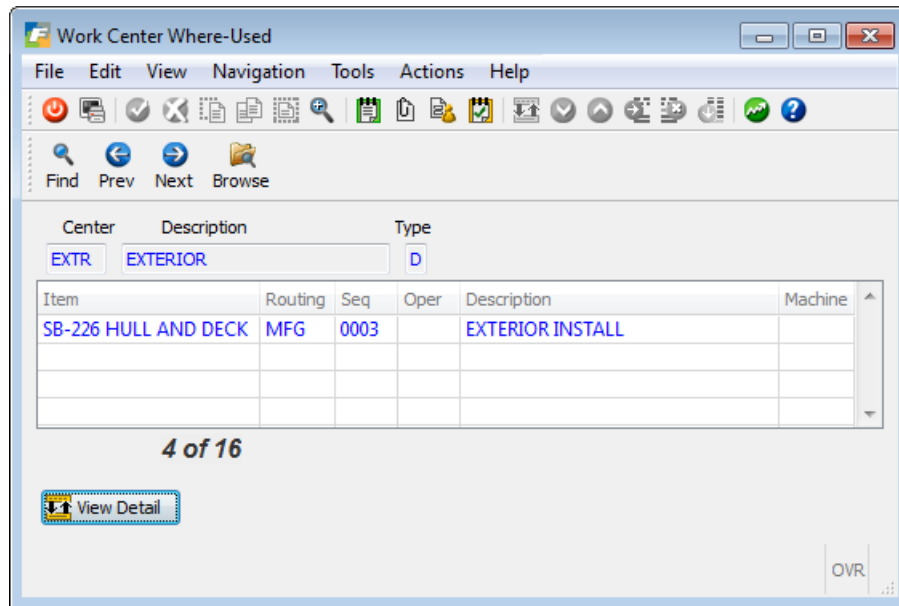 Work Center Where-Used
File Edit View Navigation Tools Actions Help
Find Prev Next Browse
Center Description Type
EXTR EXTERIOR D
Item Routing Seq Oper Description Machine
SB-226 HULL AND DECK MFG 0003 EXTERIOR INSTALL
4 of 16
View Detail
OVR